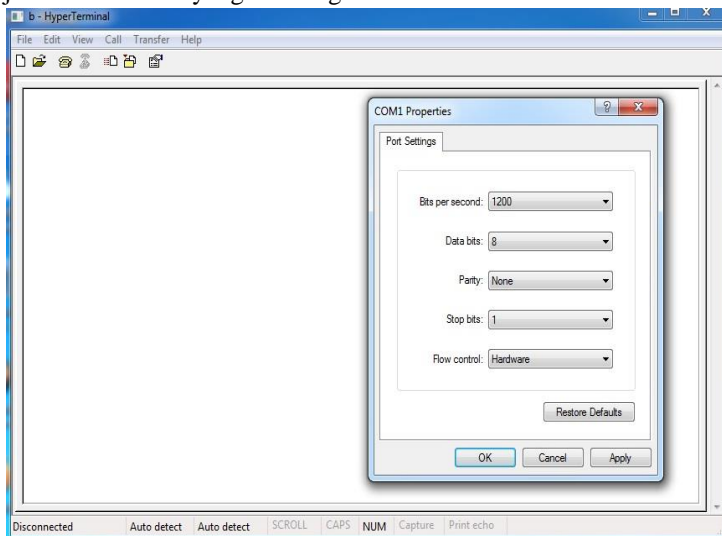 b - HyperTerminal
File Edit View Call Transfer Help
COM1 Properties
Port Settings
Bits per second: 1200
Data bits: 8
Parity: None
Stop bits: 1
Flow control: Hardware
Restore Defaults
OK Cancel Apply
Disconnected Auto detect Auto detect SCROLL CAPS NUM Capture Print echo